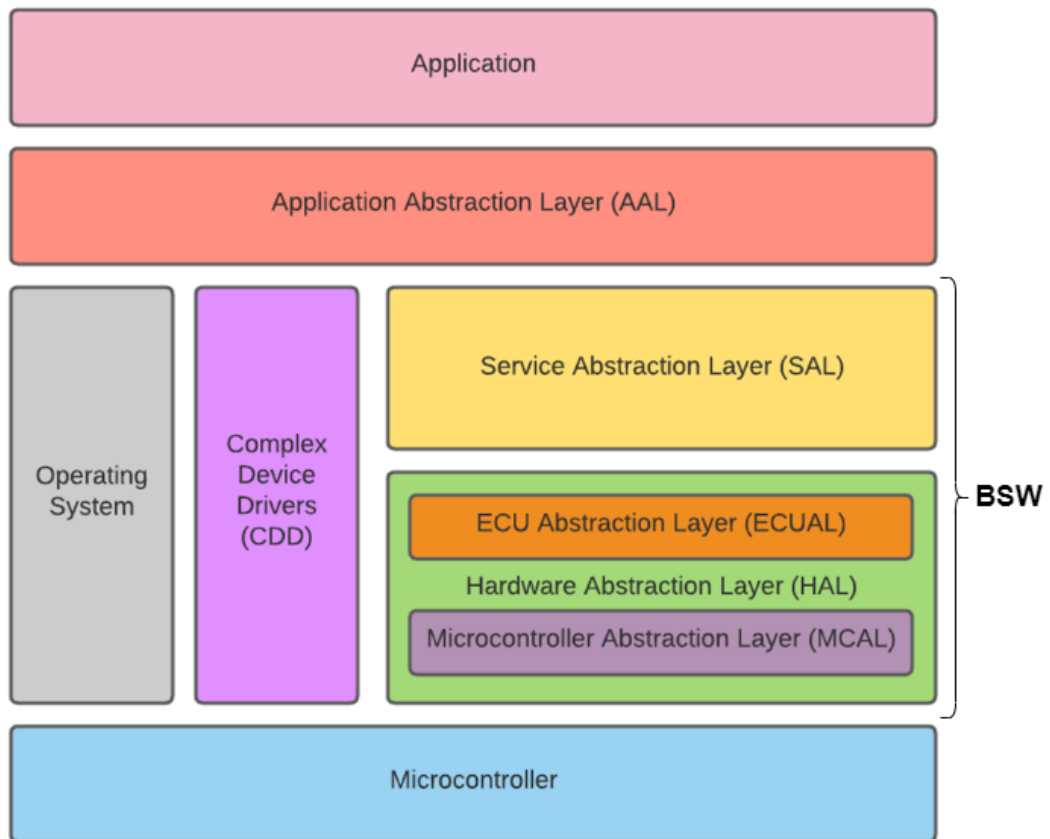 Application
Application Abstraction Layer (AAL)
Operating
System
Complex
Device
Drivers
(CDD)
Service Abstraction Layer (SAL)
ECU Abstraction Layer (ECUAL)
Hardware Abstraction Layer (HAL)
Microcontroller Abstraction Layer (MCAL)
BSW
Microcontroller